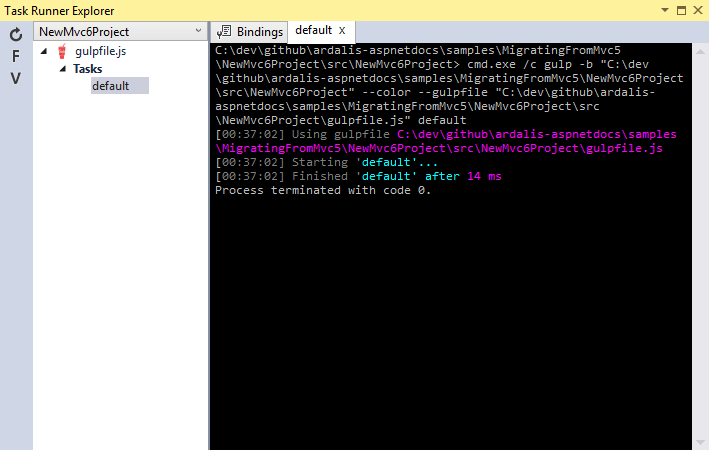 Task Runner Explorer
NewMvc6Project
F
V
gulpfile.js
Tasks
default
Bindings
default X
C:\dev\github\ardalis-aspnetdocs\samples\MigratingFromMvc5
\NewMvc6Project\src\NewMvc6Project> cmd.exe /c gulp -b "C:\dev
\github\ardalis-aspnetdocs\samples\MigratingFromMvc5\NewMvc6Project
\src\NewMvc6Project" --color --gulpfile "C:\dev\github\ardalis-
aspnetdocs\samples\MigratingFromMvc5\NewMvc6Project\src
\NewMvc6Project\gulpfile.js" default
[00:37:02] Using gulpfile C:\dev\github\ardalis-aspnetdocs\samples
\MigratingFromMvc5\NewMvc6Project\src\NewMvc6Project\gulpfile.js
[00:37:02] Starting 'default'...
[00:37:02] Finished 'default' after 14 ms
Process terminated with code 0.